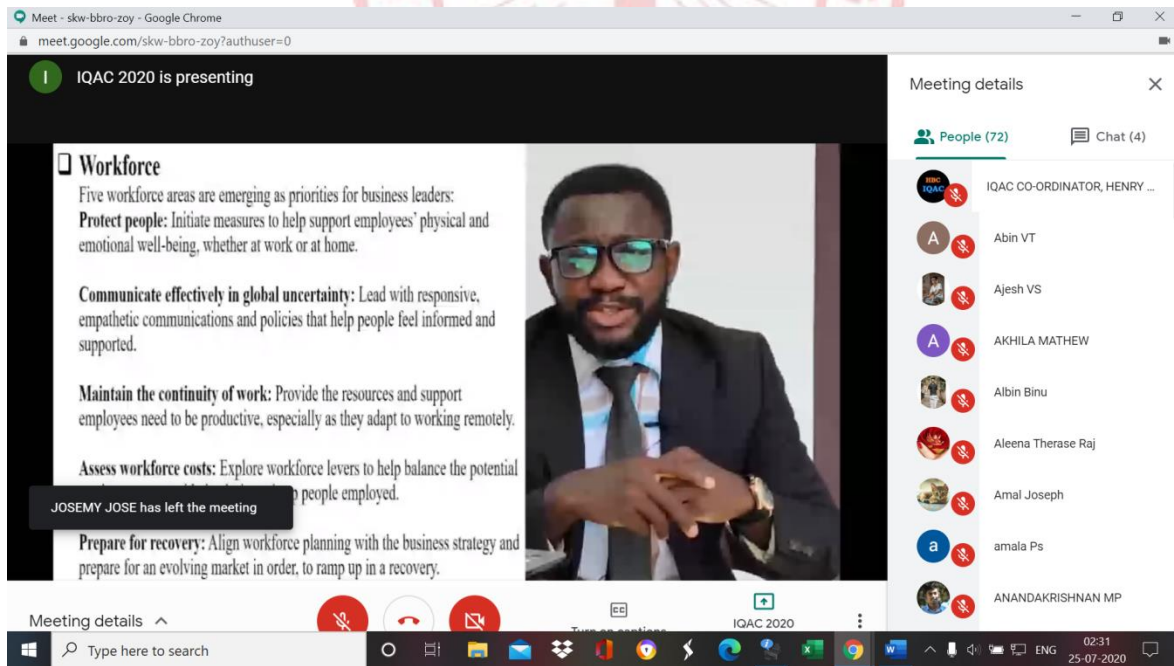 Meet - skw-bbro-zoy - Google Chrome
meet.google.com/skw-bbro-zoy?authuser=0
I
IQAC 2020 is presenting
Workforce
Five workforce areas are emerging as priorities for business leaders:
Protect people: Initiate measures to help support employees' physical and
emotional well-being, whether at work or at home.
Communicate effectively in global uncertainty: Lead with responsive,
empathetic communications and policies that help people feel informed and
supported.
Maintain the continuity of work: Provide the resources and support
employees need to be productive, especially as they adapt to working remotely.
Assess workforce costs: Explore workforce levers to help balance the potential
people employed.
JOSEMY JOSE has left the meeting
Prepare for recovery: Align workforce planning with the business strategy and
prepare for an evolving market in order, to ramp up in a recovery.
Meeting details
People (72)
Chat (4)
HBC
IQAC
IQAC CO-ORDINATOR, HENRY ...
A
Abin VT
Ajesh VS
A
AKHILA MATHEW
Albin Binu
Aleena Therase Raj
Amal Joseph
a
amala Ps
ANANDAKRISHNAN MP
Meeting details
cc
Turn on captions
IQAC 2020
Type here to search
ENG
02:31
25-07-2020